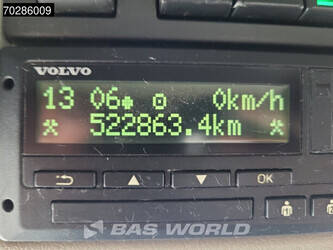 70286009
VOLVO
13 06 0km/h
522863.4km
OK
BAS WORLD